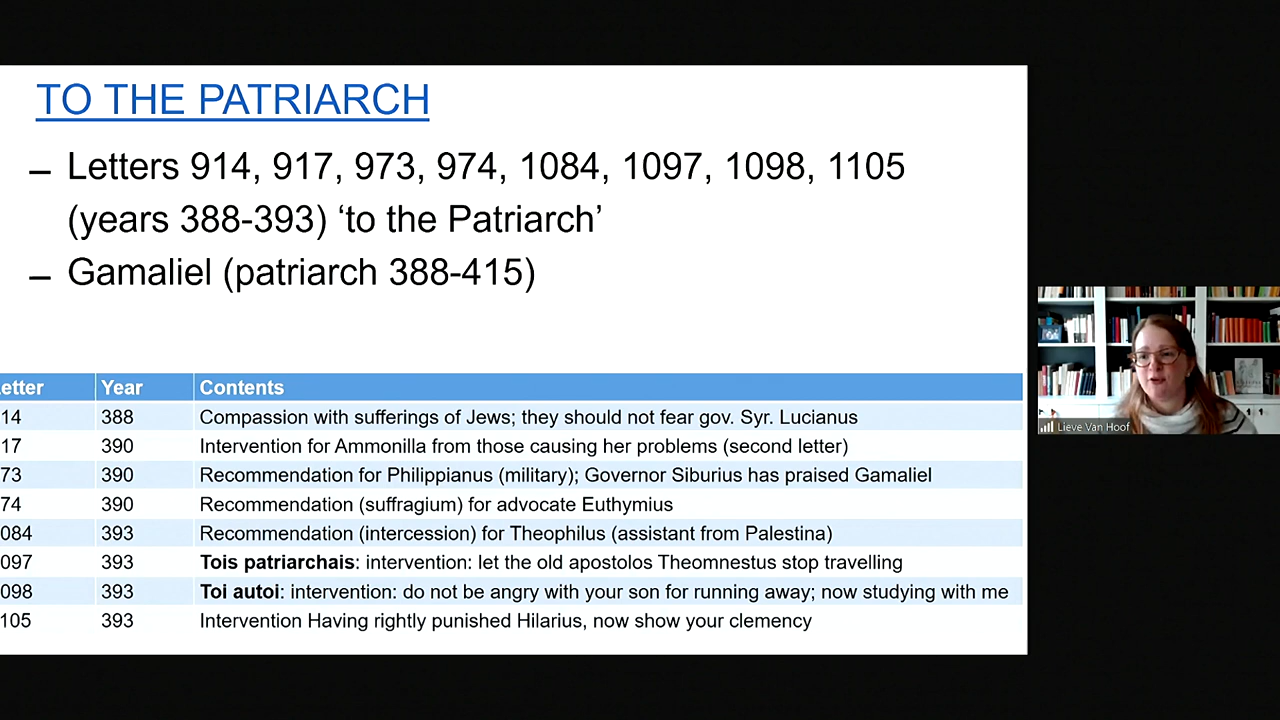 TO THE PATRIARCH
– Letters 914, 917, 973, 974, 1084, 1097, 1098, 1105
(years 388-393) ‘to the Patriarch’
– Gamaliel (patriarch 388-415)
etter Year Contents
14 388 Compassion with sufferings of Jews; they should not fear gov. Syr. Lucianus
17 390 Intervention for Ammonilla from those causing her problems (second letter)
73 390 Recommendation for Philippianus (military); Governor Siburius has praised Gamaliel
74 390 Recommendation (suffragium) for advocate Euthymius
084 393 Recommendation (intercession) for Theophilus (assistant from Palestina)
097 393 Tois patriarchais: intervention: let the old apostolos Theomnestus stop travelling
098 393 Toi autoi: intervention: do not be angry with your son for running away; now studying with me
105 393 Intervention Having rightly punished Hilarius, now show your clemency
Lieve Van Hoof